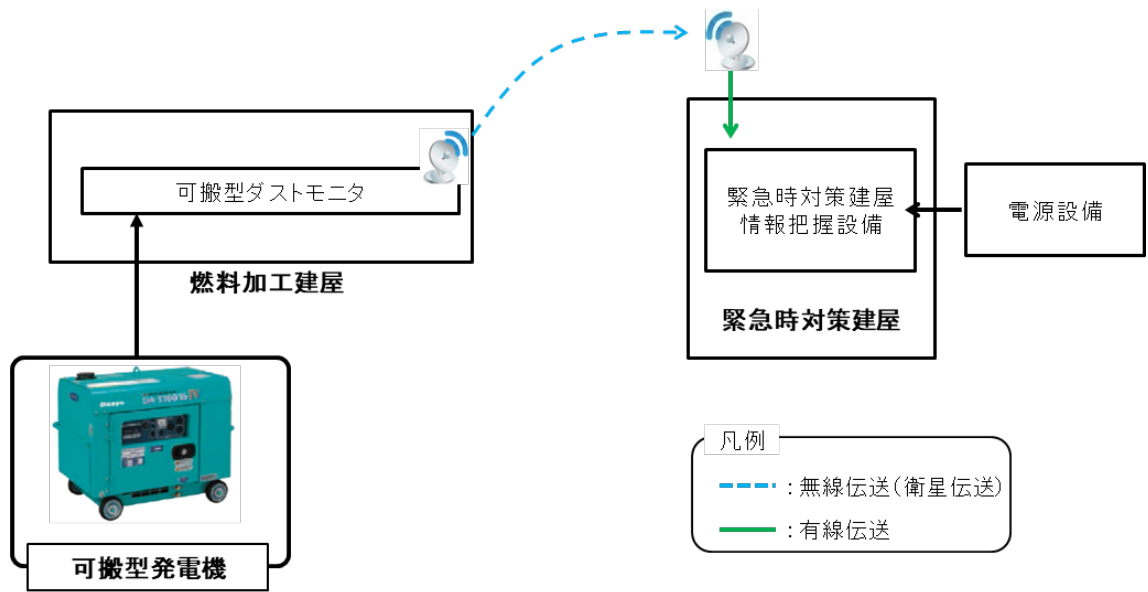 可搬型ダストモニタ
燃料加工建屋
緊急時対策建屋
情報把握設備
電源設備
緊急時対策建屋
Denyo
可搬型発電機
凡例
:無線伝送(衛星伝送)
:有線伝送